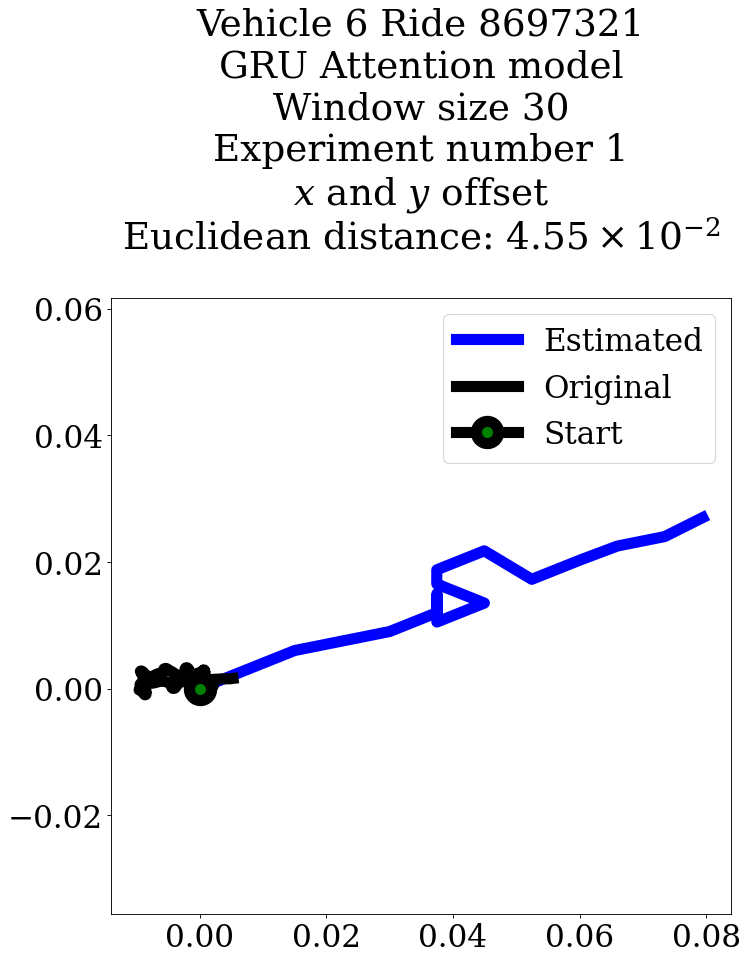 Vehicle 6 Ride 8697321
GRU Attention model
Window size 30
Experiment number 1
x and y offset
Euclidean distance: 4.55 × 10⁻²
0.06
0.04
0.02
0.00
−0.02
Estimated
Original
Start
0.00 0.02 0.04 0.06 0.08